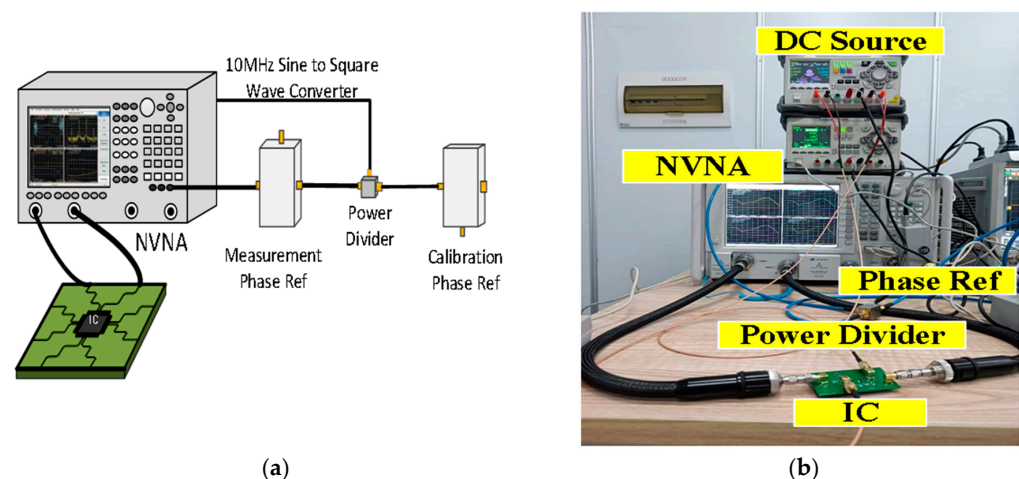 10MHz Sine to Square
Wave Converter
NVNA
Measurement
Phase Ref
Power
Divider
Calibration
Phase Ref
IC
(a)
DC Source
NVNA
Phase Ref
Power Divider
IC
(b)